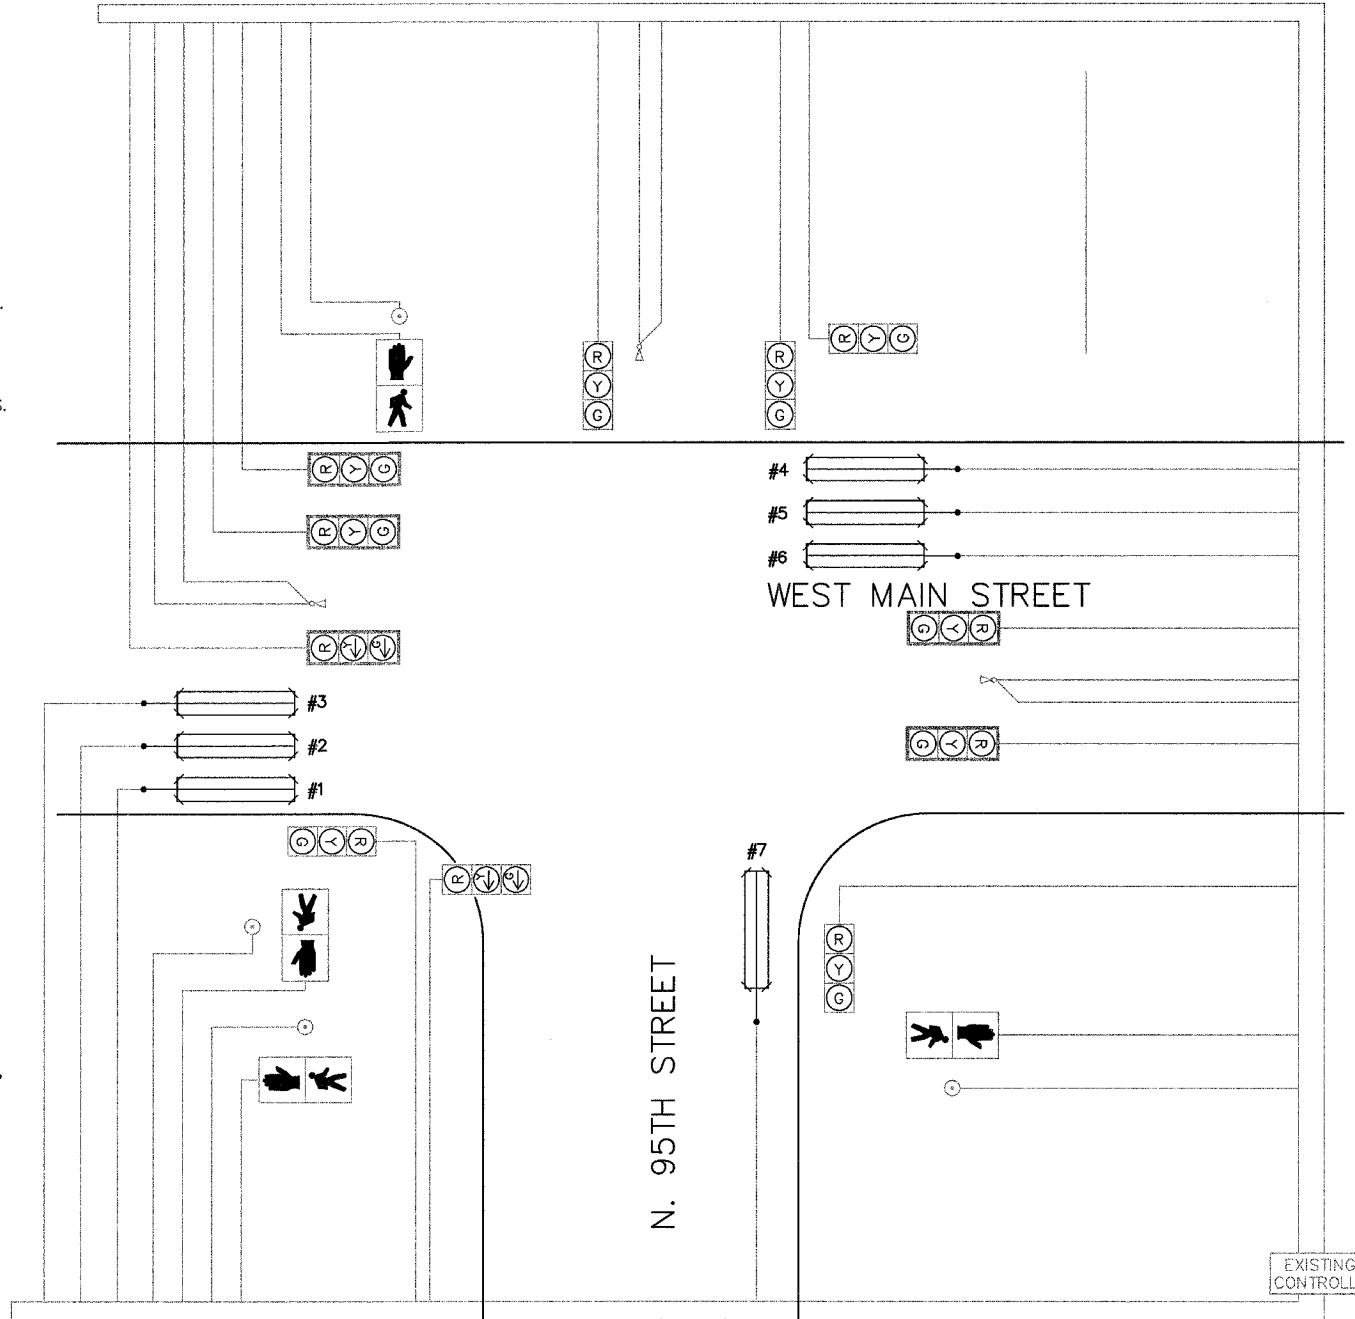 R Y G
R
Y
G
R
Y
G
R Y G
#4
R Y G
#5
#6
WEST MAIN STREET
G Y R
R Y G
#3
#2
G Y R
#1
G Y R
#7
R Y G
R
Y
G
N. 95TH STREET
EXISTING
CONTROLL